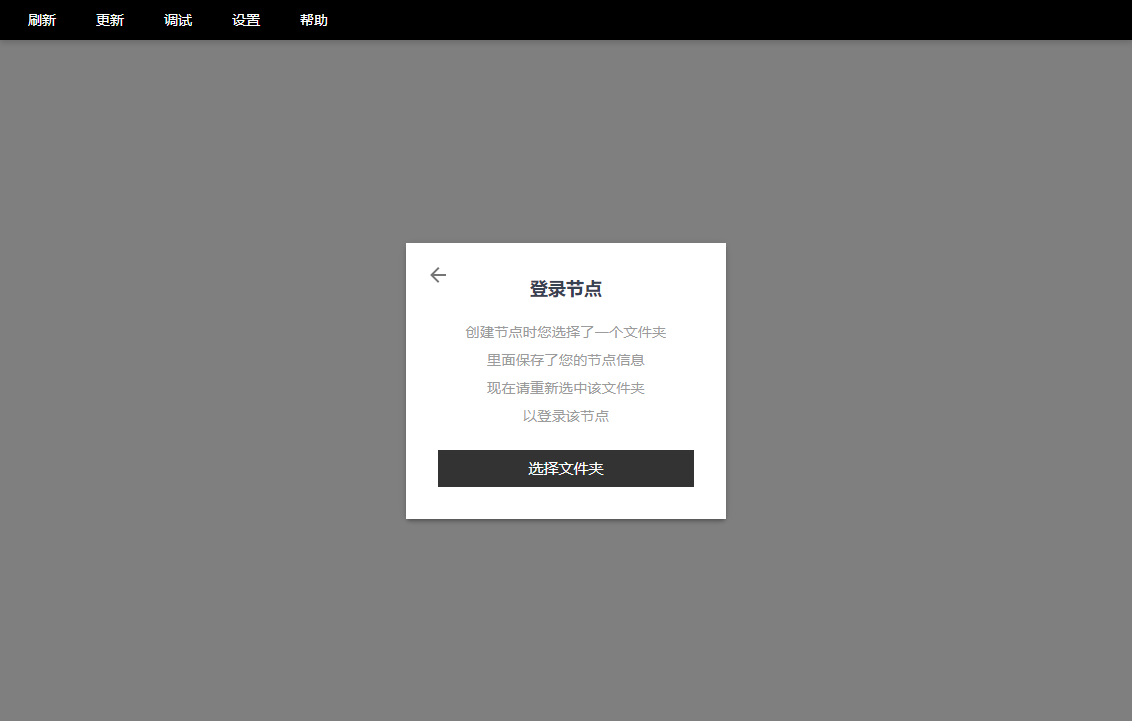 刷新 更新 调试 设置 帮助
登录节点
创建节点时您选择了一个文件夹
里面保存了您的节点信息
现在请重新选中该文件夹
以登录该节点
选择文件夹